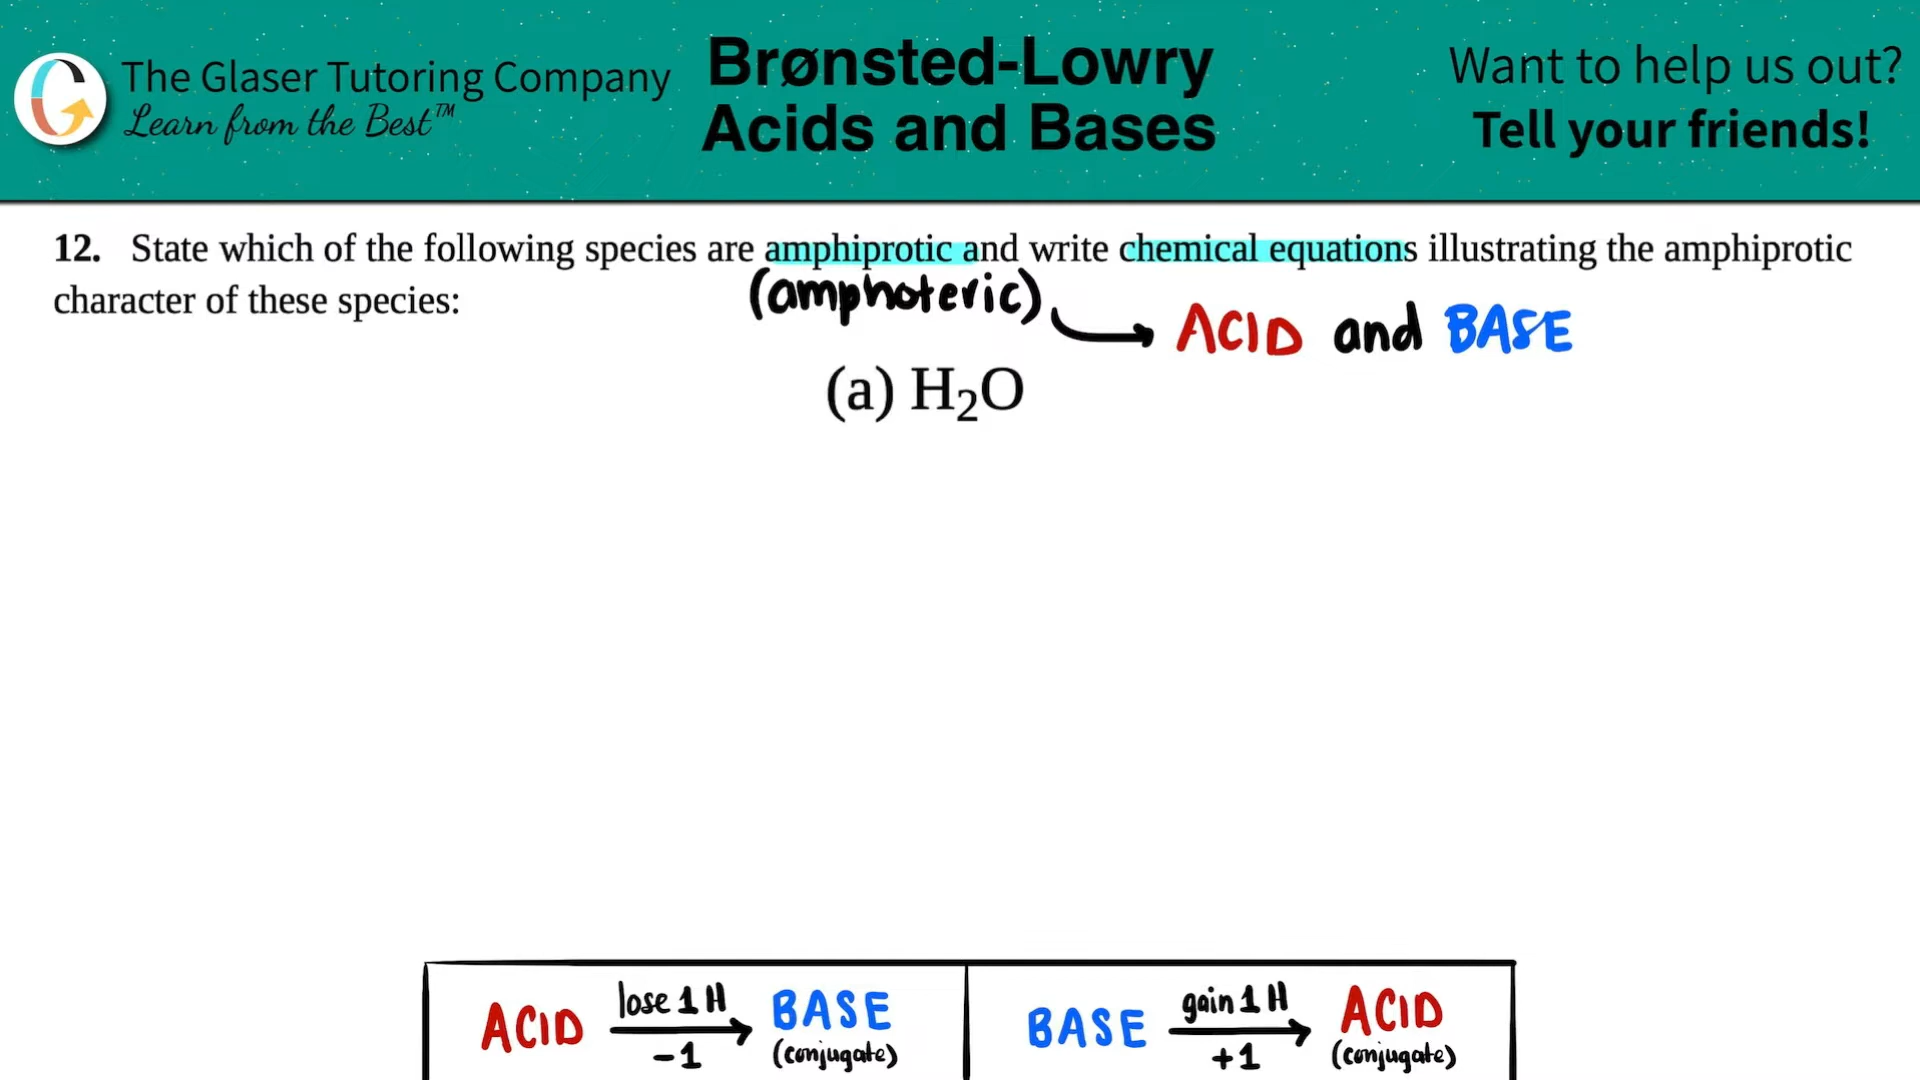 The Glaser Tutoring Company
Learn from the Best™
Brønsted-Lowry
Acids and Bases
Want to help us out?
Tell your friends!
12. State which of the following species are amphiprotic and write chemical equations illustrating the amphiprotic
character of these species:
(amphoteric)
ACID and BASE
(a) H₂O
ACID
lose 1 H
-1
BASE
(conjugate)
BASE
gain 1 H
+1
ACID
(conjugate)